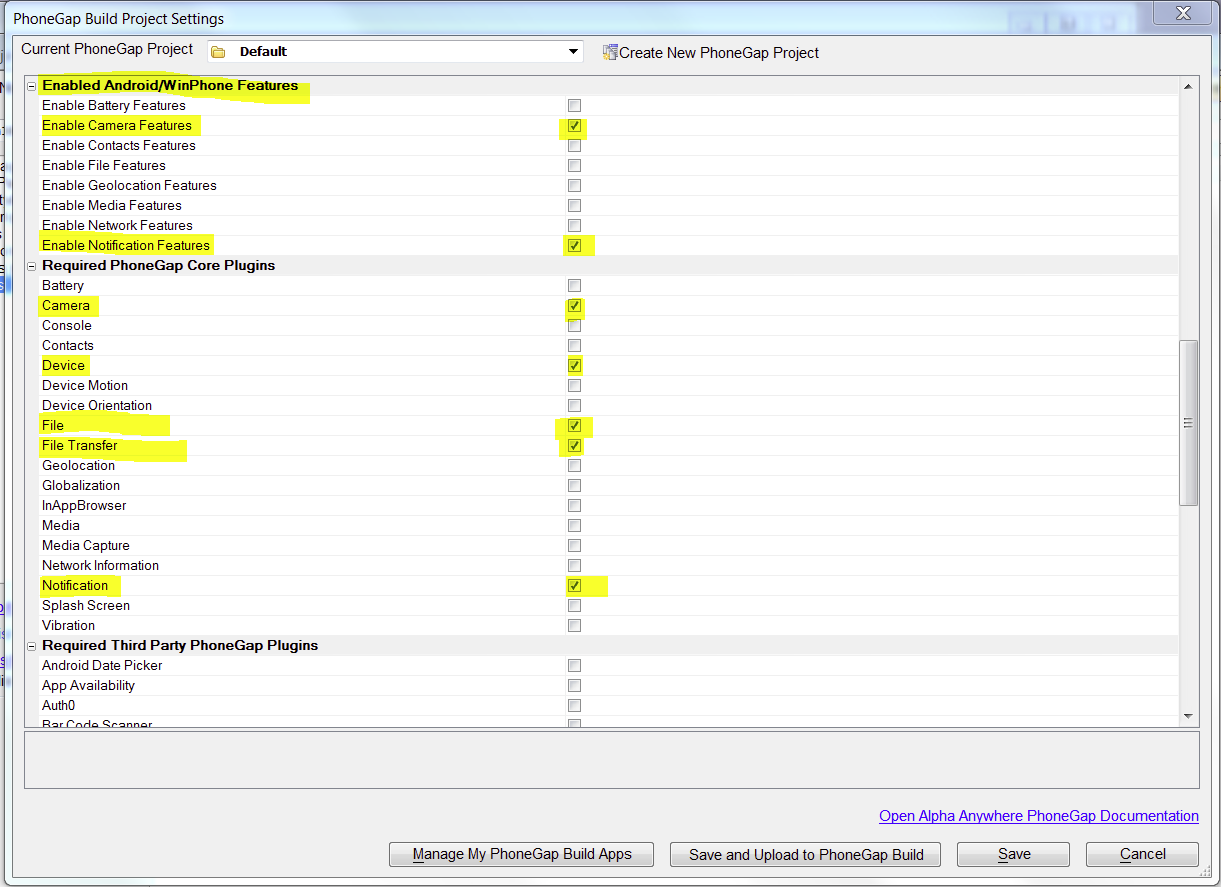 PhoneGap Build Project Settings
Current PhoneGap Project Default Create New PhoneGap Project
Enabled Android/WinPhone Features
Enable Battery Features
Enable Camera Features
Enable Contacts Features
Enable File Features
Enable Geolocation Features
Enable Media Features
Enable Network Features
Enable Notification Features
Required PhoneGap Core Plugins
Battery
Camera
Console
Contacts
Device
Device Motion
Device Orientation
File
File Transfer
Geolocation
Globalization
InAppBrowser
Media
Media Capture
Network Information
Notification
Splash Screen
Vibration
Required Third Party PhoneGap Plugins
Android Date Picker
App Availability
Auth0
Bar Code Scanner
Open Alpha Anywhere PhoneGap Documentation
Manage My PhoneGap Build Apps Save and Upload to PhoneGap Build Save Cancel